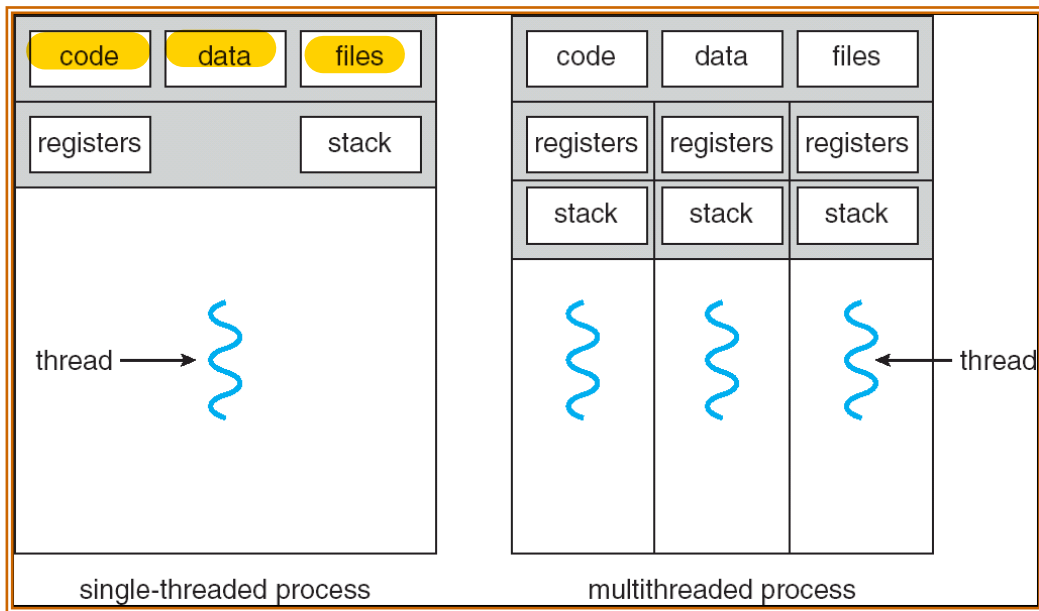 code data files code data files
registers stack registers registers registers
stack stack stack
thread thread
single-threaded process multithreaded process